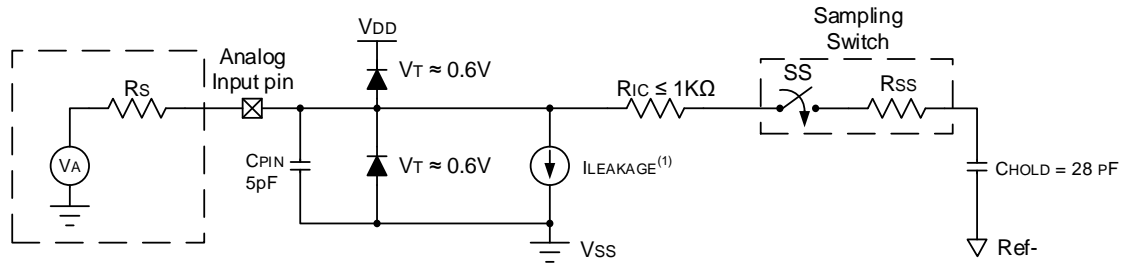 Sampling
Switch
VDD
Analog
Input pin
VT ≈ 0.6V
RS
RIC ≤ 1KΩ
SS
RSS
VA
CPIN
5pF
VT ≈ 0.6V
ILEAKAGE(1)
CHOLD = 28 PF
VSS
Ref-